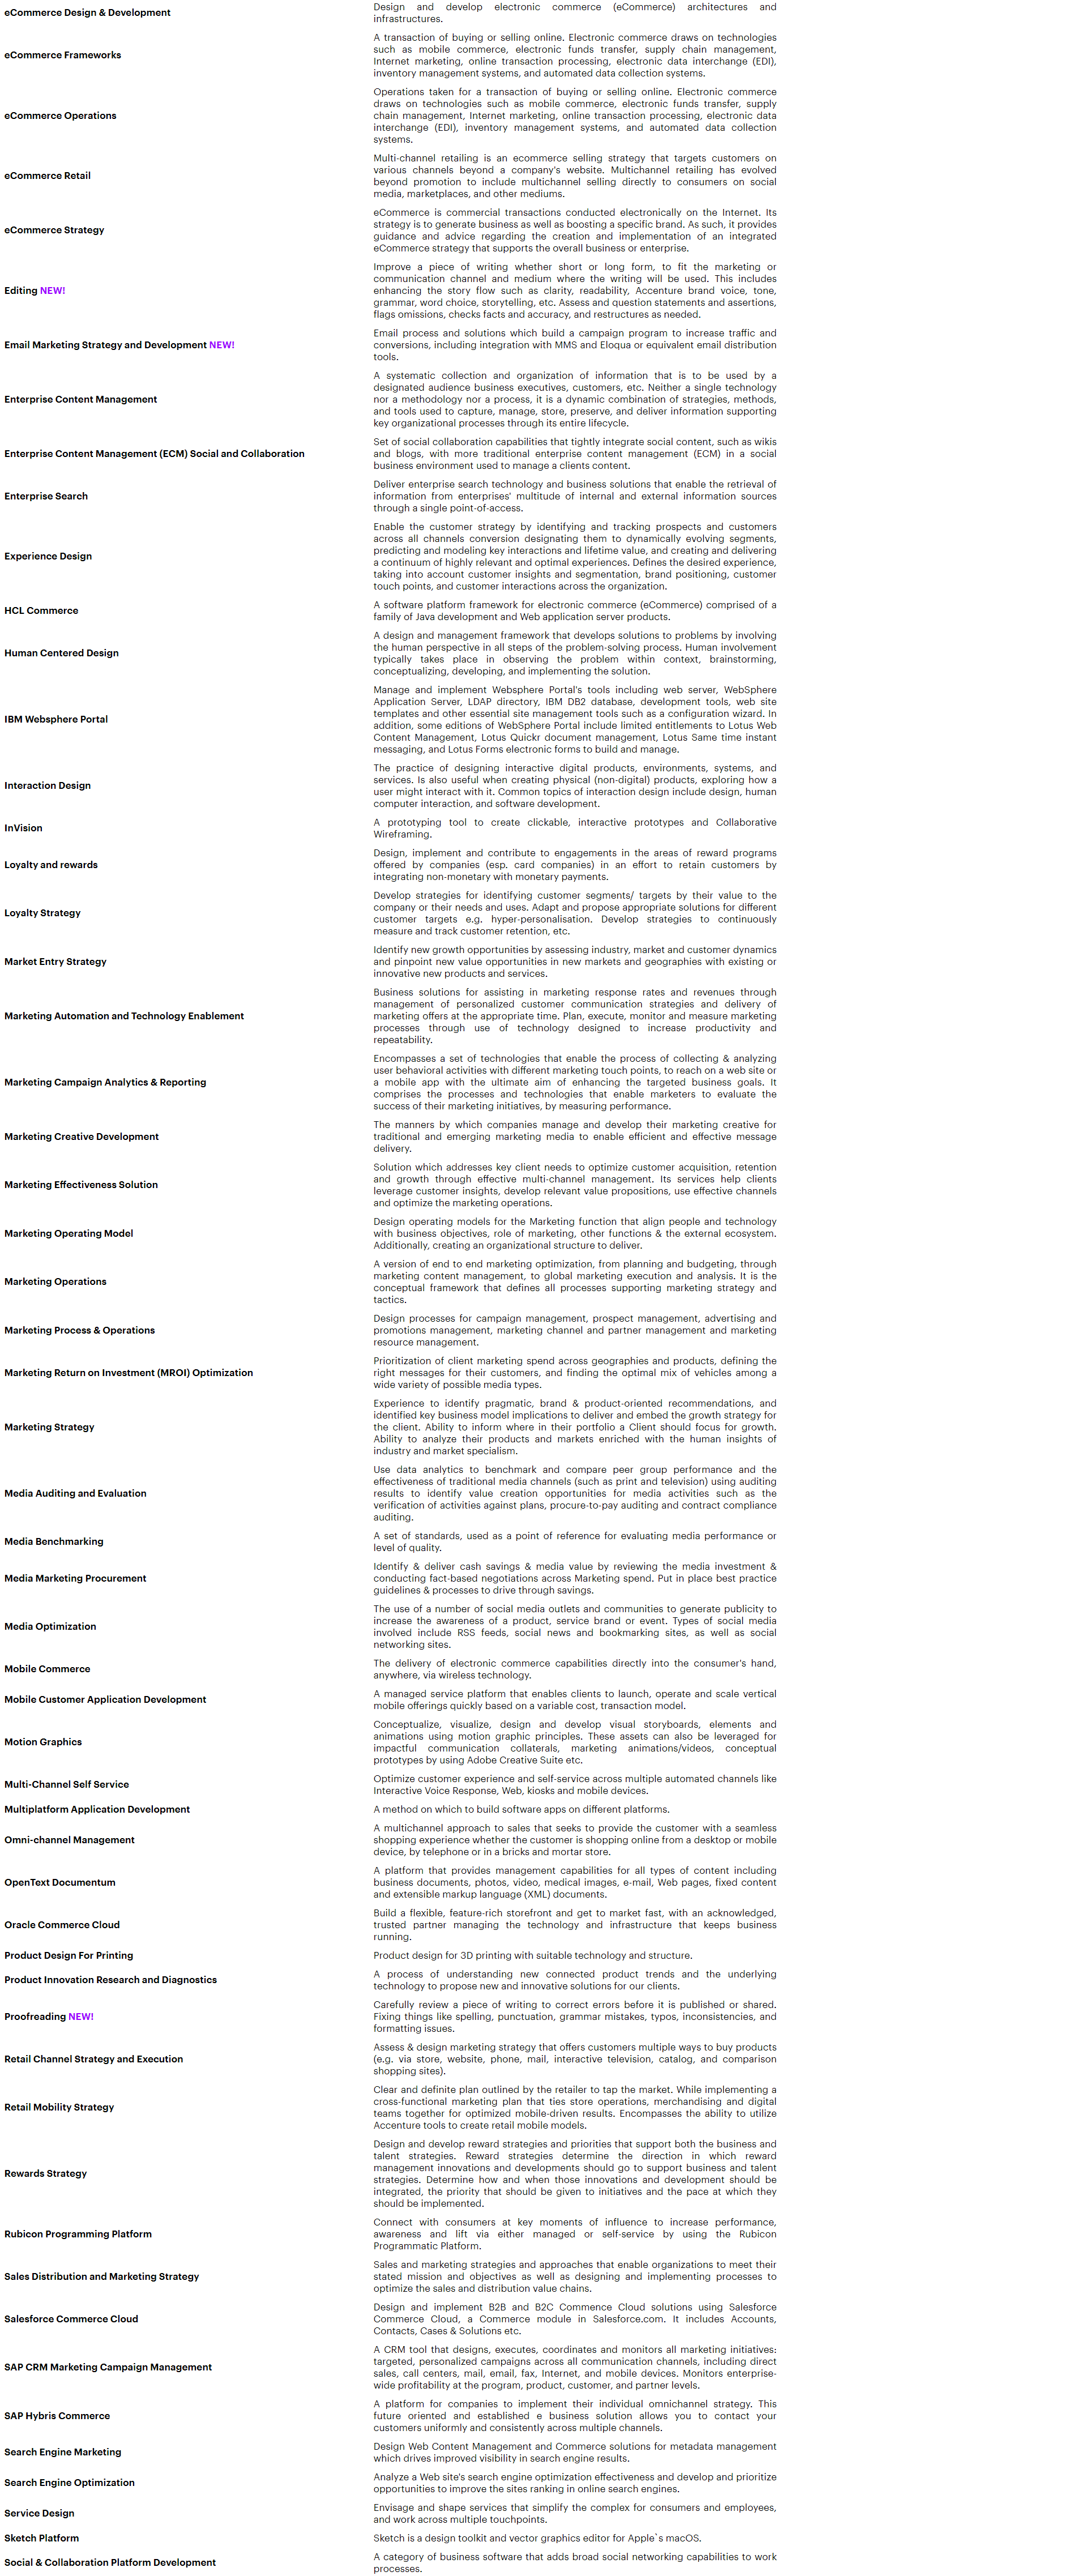 eCommerce Design & Development
Design and develop electronic commerce (eCommerce) architectures and
infrastructures.
eCommerce Frameworks
A transaction of buying or selling online. Electronic commerce draws on technologies
such as mobile commerce, electronic funds transfer, supply chain management,
Internet marketing, online transaction processing, electronic data interchange (EDI),
inventory management systems, and automated data collection systems.
eCommerce Operations
Operations taken for a transaction of buying or selling online. Electronic commerce
draws on technologies such as mobile commerce, electronic funds transfer, supply
chain management, Internet marketing, online transaction processing, electronic data
interchange (EDI), inventory management systems, and automated data collection
systems.
eCommerce Retail
Multi-channel retailing is an ecommerce selling strategy that targets customers on
various channels beyond a company's website. Multichannel retailing has evolved
beyond promotion to include multichannel selling directly to consumers on social
media, marketplaces, and other mediums.
eCommerce Strategy
eCommerce is commercial transactions conducted electronically on the Internet. Its
strategy is to generate business as well as boosting a specific brand. As such, it provides
guidance and advice regarding the creation and implementation of an integrated
eCommerce strategy that supports the overall business or enterprise.
Editing NEW!
Improve a piece of writing whether short or long form, to fit the marketing or
communication channel and medium where the writing will be used. This includes
enhancing the story flow such as clarity, readability, Accenture brand voice, tone,
grammar, word choice, storytelling, etc. Assess and question statements and assertions,
flags omissions, checks facts and accuracy, and restructures as needed.
Email Marketing Strategy and Development NEW!
Email process and solutions which build a campaign program to increase traffic and
conversions, including integration with MMS and Eloqua or equivalent email distribution
tools.
Enterprise Content Management
A systematic collection and organization of information that is to be used by a
designated audience business executives, customers, etc. Neither a single technology
nor a methodology nor a process, it is a dynamic combination of strategies, methods,
and tools used to capture, manage, store, preserve, and deliver information supporting
key organizational processes through its entire lifecycle.
Enterprise Content Management (ECM) Social and Collaboration
Set of social collaboration capabilities that tightly integrate social content, such as wikis
and blogs, with more traditional enterprise content management (ECM) in a social
business environment used to manage a clients content.
Enterprise Search
Deliver enterprise search technology and business solutions that enable the retrieval of
information from enterprises' multitude of internal and external information sources
through a single point-of-access.
Experience Design
Enable the customer strategy by identifying and tracking prospects and customers
across all channels conversion designating them to dynamically evolving segments,
predicting and modeling key interactions and lifetime value, and creating and delivering
a continuum of highly relevant and optimal experiences. Defines the desired experience,
taking into account customer insights and segmentation, brand positioning, customer
touch points, and customer interactions across the organization.
HCL Commerce
A software platform framework for electronic commerce (eCommerce) comprised of a
family of Java development and Web application server products.
Human Centered Design
A design and management framework that develops solutions to problems by involving
the human perspective in all steps of the problem-solving process. Human involvement
typically takes place in observing the problem within context, brainstorming,
conceptualizing, developing, and implementing the solution.
IBM Websphere Portal
Manage and implement Websphere Portal's tools including web server, WebSphere
Application Server, LDAP directory, IBM DB2 database, development tools, web site
templates and other essential site management tools such as a configuration wizard. In
addition, some editions of WebSphere Portal include limited entitlements to Lotus Web
Content Management, Lotus Quickr document management, Lotus Same time instant
messaging, and Lotus Forms electronic forms to build and manage.
Interaction Design
The practice of designing interactive digital products, environments, systems, and
services. Is also useful when creating physical (non-digital) products, exploring how a
user might interact with it. Common topics of interaction design include design, human
computer interaction, and software development.
InVision
A prototyping tool to create clickable, interactive prototypes and Collaborative
Wireframing.
Loyalty and rewards
Design, implement and contribute to engagements in the areas of reward programs
offered by companies (esp. card companies) in an effort to retain customers by
integrating non-monetary with monetary payments.
Loyalty Strategy
Develop strategies for identifying customer segments/ targets by their value to the
company or their needs and uses. Adapt and propose appropriate solutions for different
customer targets e.g. hyper-personalisation. Develop strategies to continuously
measure and track customer retention, etc.
Market Entry Strategy
Identify new growth opportunities by assessing industry, market and customer dynamics
and pinpoint new value opportunities in new markets and geographies with existing or
innovative new products and services.
Marketing Automation and Technology Enablement
Business solutions for assisting in marketing response rates and revenues through
management of personalized customer communication strategies and delivery of
marketing offers at the appropriate time. Plan, execute, monitor and measure marketing
processes through use of technology designed to increase productivity and
repeatability.
Marketing Campaign Analytics & Reporting
Encompasses a set of technologies that enable the process of collecting & analyzing
user behavioral activities with different marketing touch points, to reach on a web site or
a mobile app with the ultimate aim of enhancing the targeted business goals. It
comprises the processes and technologies that enable marketers to evaluate the
success of their marketing initiatives, by measuring performance.
Marketing Creative Development
The manners by which companies manage and develop their marketing creative for
traditional and emerging marketing media to enable efficient and effective message
delivery.
Marketing Effectiveness Solution
Solution which addresses key client needs to optimize customer acquisition, retention
and growth through effective multi-channel management. Its services help clients
leverage customer insights, develop relevant value propositions, use effective channels
and optimize the marketing operations.
Marketing Operating Model
Design operating models for the Marketing function that align people and technology
with business objectives, role of marketing, other functions & the external ecosystem.
Additionally, creating an organizational structure to deliver.
Marketing Operations
A version of end to end marketing optimization, from planning and budgeting, through
marketing content management, to global marketing execution and analysis. It is the
conceptual framework that defines all processes supporting marketing strategy and
tactics.
Marketing Process & Operations
Design processes for campaign management, prospect management, advertising and
promotions management, marketing channel and partner management and marketing
resource management.
Marketing Return on Investment (MROI) Optimization
Prioritization of client marketing spend across geographies and products, defining the
right messages for their customers, and finding the optimal mix of vehicles among a
wide variety of possible media types.
Marketing Strategy
Experience to identify pragmatic, brand & product-oriented recommendations, and
identified key business model implications to deliver and embed the growth strategy for
the client. Ability to inform where in their portfolio a Client should focus for growth.
Ability to analyze their products and markets enriched with the human insights of
industry and market specialism.
Media Auditing and Evaluation
Use data analytics to benchmark and compare peer group performance and the
effectiveness of traditional media channels (such as print and television) using auditing
results to identify value creation opportunities for media activities such as the
verification of activities against plans, procure-to-pay auditing and contract compliance
auditing.
Media Benchmarking
A set of standards, used as a point of reference for evaluating media performance or
level of quality.
Media Marketing Procurement
Identify & deliver cash savings & media value by reviewing the media investment &
conducting fact-based negotiations across Marketing spend. Put in place best practice
guidelines & processes to drive through savings.
Media Optimization
The use of a number of social media outlets and communities to generate publicity to
increase the awareness of a product, service brand or event. Types of social media
involved include RSS feeds, social news and bookmarking sites, as well as social
networking sites.
Mobile Commerce
The delivery of electronic commerce capabilities directly into the consumer's hand,
anywhere, via wireless technology.
Mobile Customer Application Development
A managed service platform that enables clients to launch, operate and scale vertical
mobile offerings quickly based on a variable cost, transaction model.
Motion Graphics
Conceptualize, visualize, design and develop visual storyboards, elements and
animations using motion graphic principles. These assets can also be leveraged for
impactful communication collaterals, marketing animations/videos, conceptual
prototypes by using Adobe Creative Suite etc.
Multi-Channel Self Service
Optimize customer experience and self-service across multiple automated channels like
Interactive Voice Response, Web, kiosks and mobile devices.
Multiplatform Application Development
A method on which to build software apps on different platforms.
Omni-channel Management
A multichannel approach to sales that seeks to provide the customer with a seamless
shopping experience whether the customer is shopping online from a desktop or mobile
device, by telephone or in a bricks and mortar store.
OpenText Documentum
A platform that provides management capabilities for all types of content including
business documents, photos, video, medical images, e-mail, Web pages, fixed content
and extensible markup language (XML) documents.
Oracle Commerce Cloud
Build a flexible, feature-rich storefront and get to market fast, with an acknowledged,
trusted partner managing the technology and infrastructure that keeps business
running.
Product Design For Printing
Product design for 3D printing with suitable technology and structure.
Product Innovation Research and Diagnostics
A process of understanding new connected product trends and the underlying
technology to propose new and innovative solutions for our clients.
Proofreading NEW!
Carefully review a piece of writing to correct errors before it is published or shared.
Fixing things like spelling, punctuation, grammar mistakes, typos, inconsistencies, and
formatting issues.
Retail Channel Strategy and Execution
Assess & design marketing strategy that offers customers multiple ways to buy products
(e.g. via store, website, phone, mail, interactive television, catalog, and comparison
shopping sites).
Retail Mobility Strategy
Clear and definite plan outlined by the retailer to tap the market. While implementing a
cross-functional marketing plan that ties store operations, merchandising and digital
teams together for optimized mobile-driven results. Encompasses the ability to utilize
Accenture tools to create retail mobile models.
Rewards Strategy
Design and develop reward strategies and priorities that support both the business and
talent strategies. Reward strategies determine the direction in which reward
management innovations and developments should go to support business and talent
strategies. Determine how and when those innovations and development should be
integrated, the priority that should be given to initiatives and the pace at which they
should be implemented.
Rubicon Programming Platform
Connect with consumers at key moments of influence to increase performance,
awareness and lift via either managed or self-service by using the Rubicon
Programmatic Platform.
Sales Distribution and Marketing Strategy
Sales and marketing strategies and approaches that enable organizations to meet their
stated mission and objectives as well as designing and implementing processes to
optimize the sales and distribution value chains.
Salesforce Commerce Cloud
Design and implement B2B and B2C Commerce Cloud solutions using Salesforce
Commerce Cloud, a Commerce module in Salesforce.com. It includes Accounts,
Contacts, Cases & Solutions etc.
SAP CRM Marketing Campaign Management
A CRM tool that designs, executes, coordinates and monitors all marketing initiatives:
targeted, personalized campaigns across all communication channels, including direct
sales, call centers, mail, email, fax, Internet, and mobile devices. Monitors enterprise-
wide profitability at the program, product, customer, and partner levels.
SAP Hybris Commerce
A platform for companies to implement their individual omnichannel strategy. This
future oriented and established e business solution allows you to contact your
customers uniformly and consistently across multiple channels.
Search Engine Marketing
Design Web Content Management and Commerce solutions for metadata management
which drives improved visibility in search engine results.
Search Engine Optimization
Analyze a Web site's search engine optimization effectiveness and develop and prioritize
opportunities to improve the sites ranking in online search engines.
Service Design
Envisage and shape services that simplify the complex for consumers and employees,
and work across multiple touchpoints.
Sketch Platform
Sketch is a design toolkit and vector graphics editor for Apple`s macOS.
Social & Collaboration Platform Development
A category of business software that adds broad social networking capabilities to work
processes.